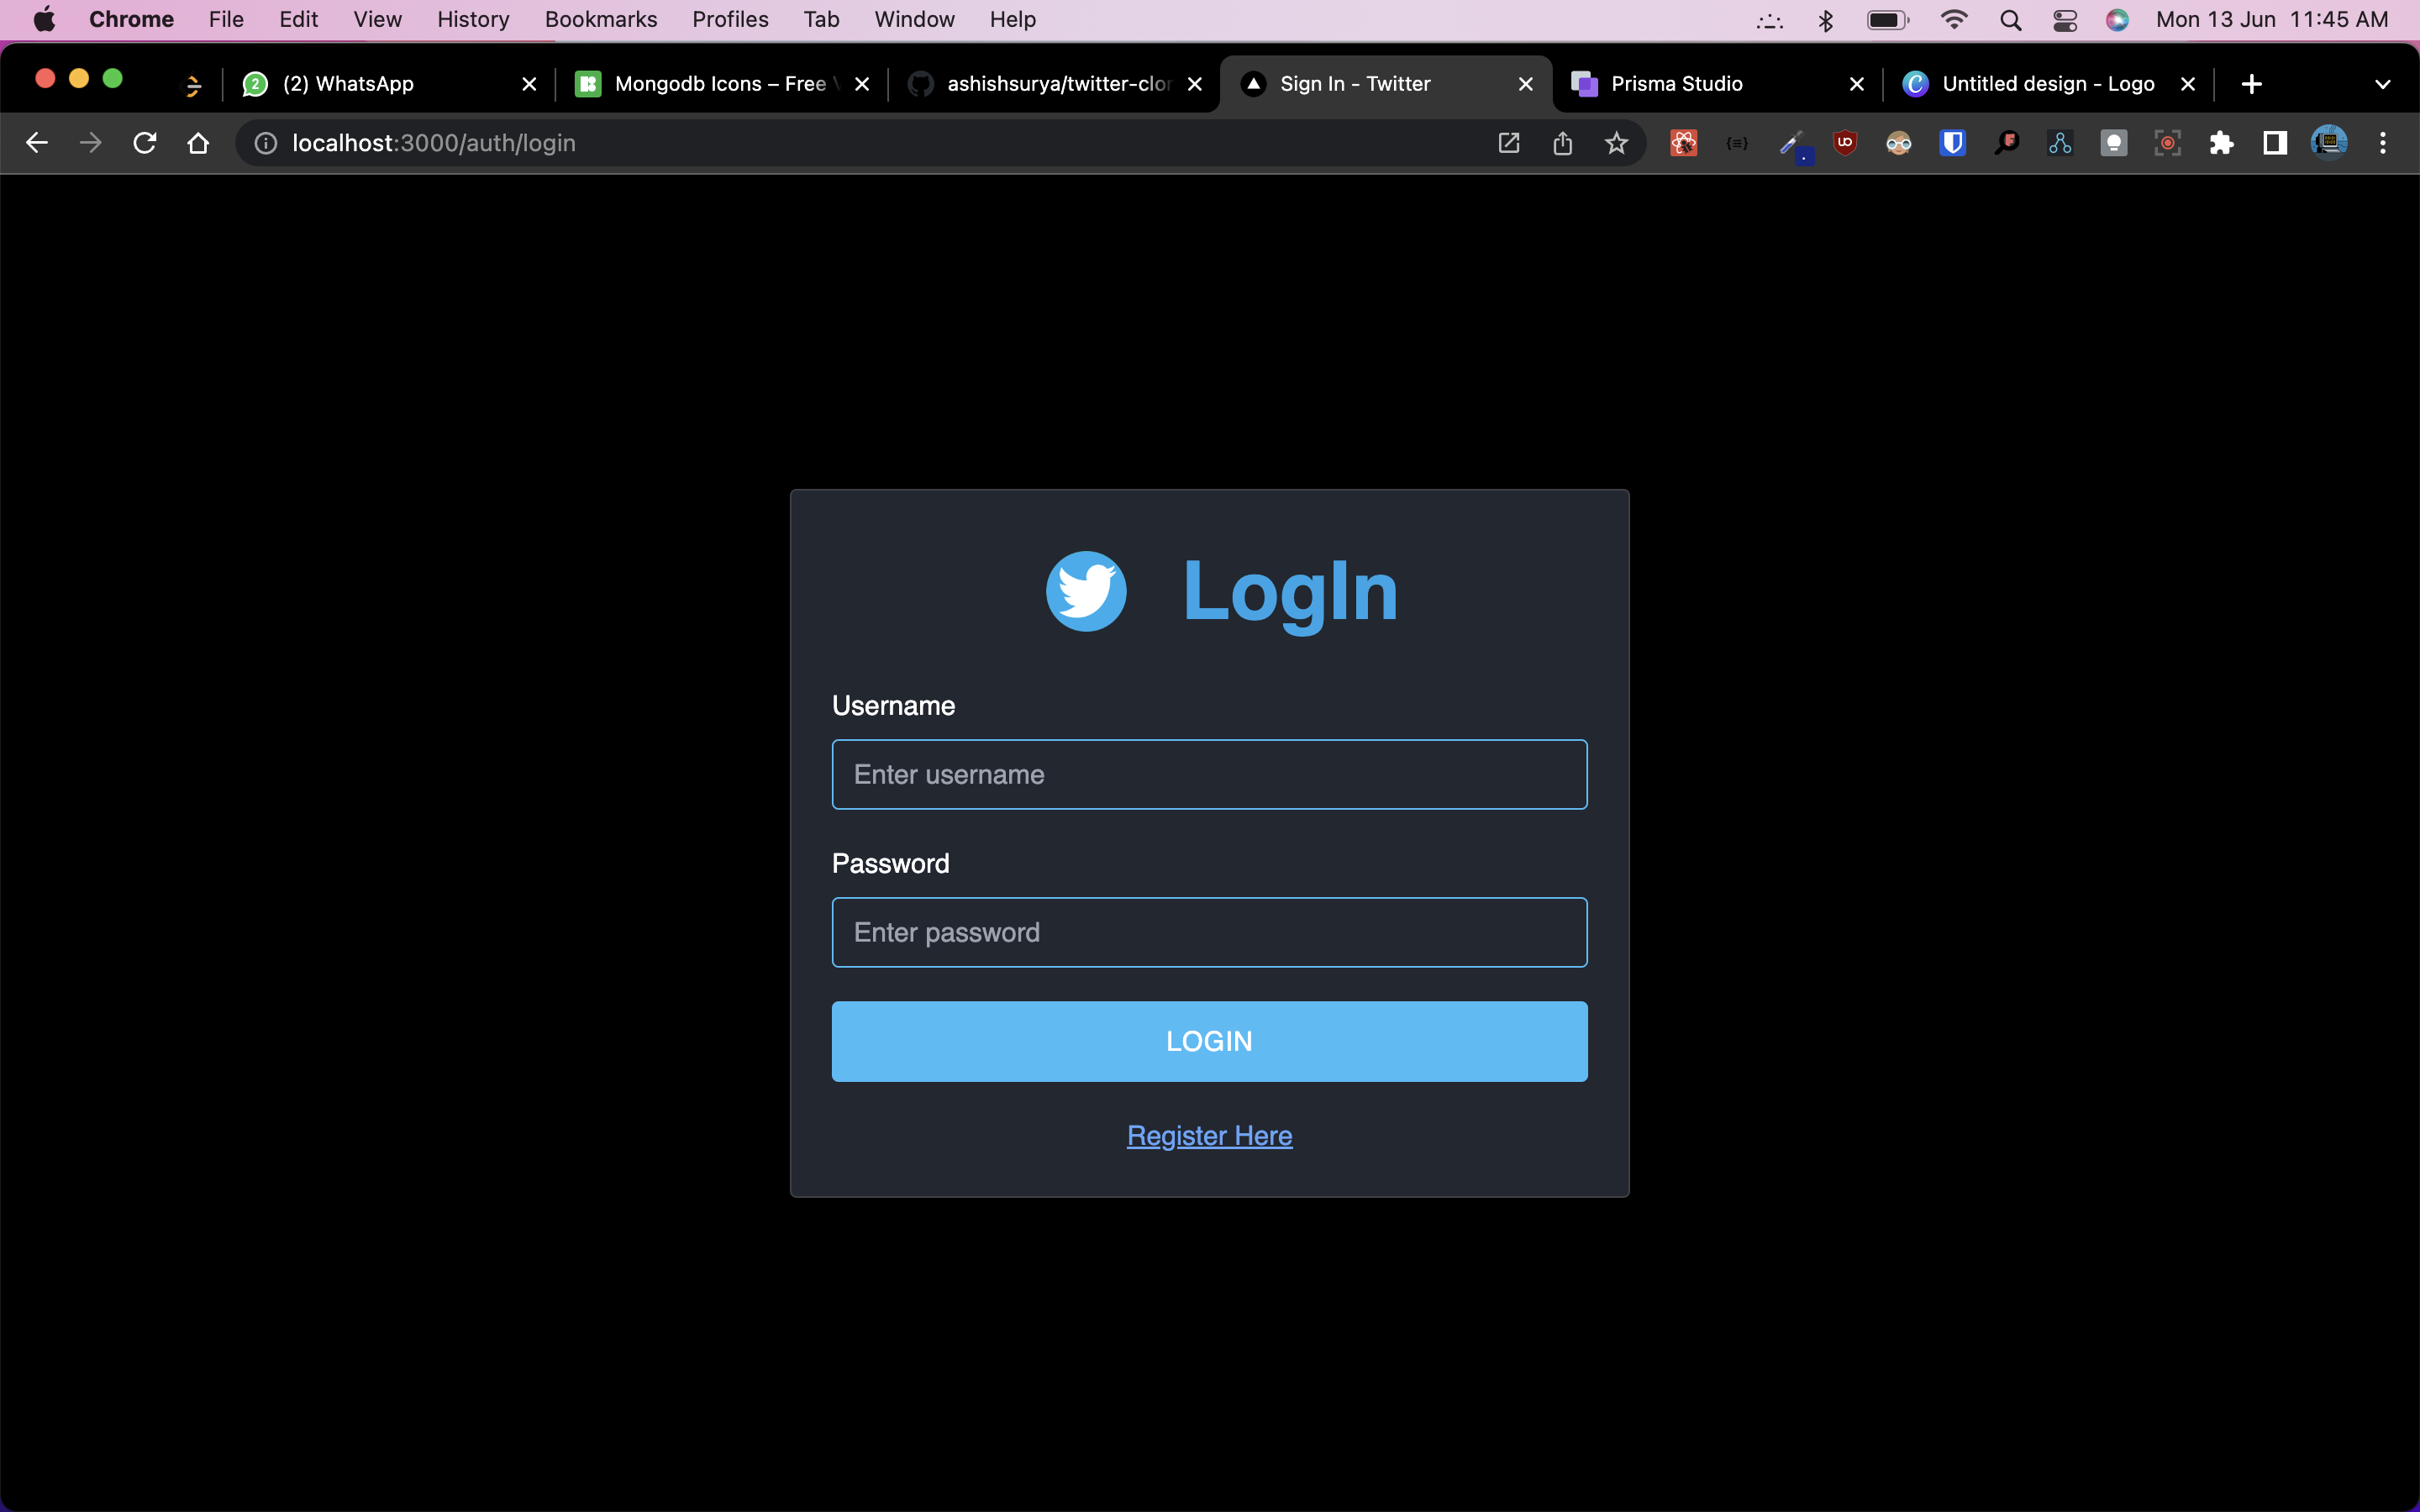 Chrome File Edit View History Bookmarks Profiles Tab Window Help Mon 13 Jun 11:45 AM
2 (2) WhatsApp Mongodb Icons – Free ashishsurya/twitter-clon Sign In - Twitter Prisma Studio Untitled design - Logo
localhost:3000/auth/login
LogIn
Username
Enter username
Password
Enter password
LOGIN
Register Here